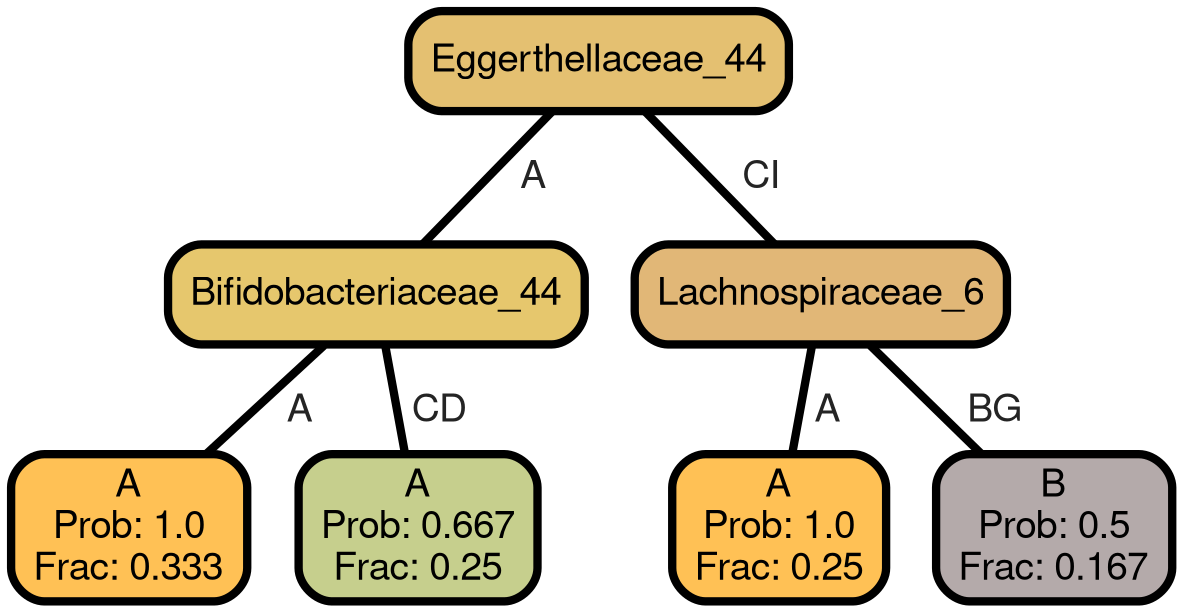 Eggerthellaceae_44
A
CI
Bifidobacteriaceae_44
Lachnospiraceae_6
A
CD
A
BG
A
Prob: 1.0
Frac: 0.333
A
Prob: 0.667
Frac: 0.25
A
Prob: 1.0
Frac: 0.25
B
Prob: 0.5
Frac: 0.167